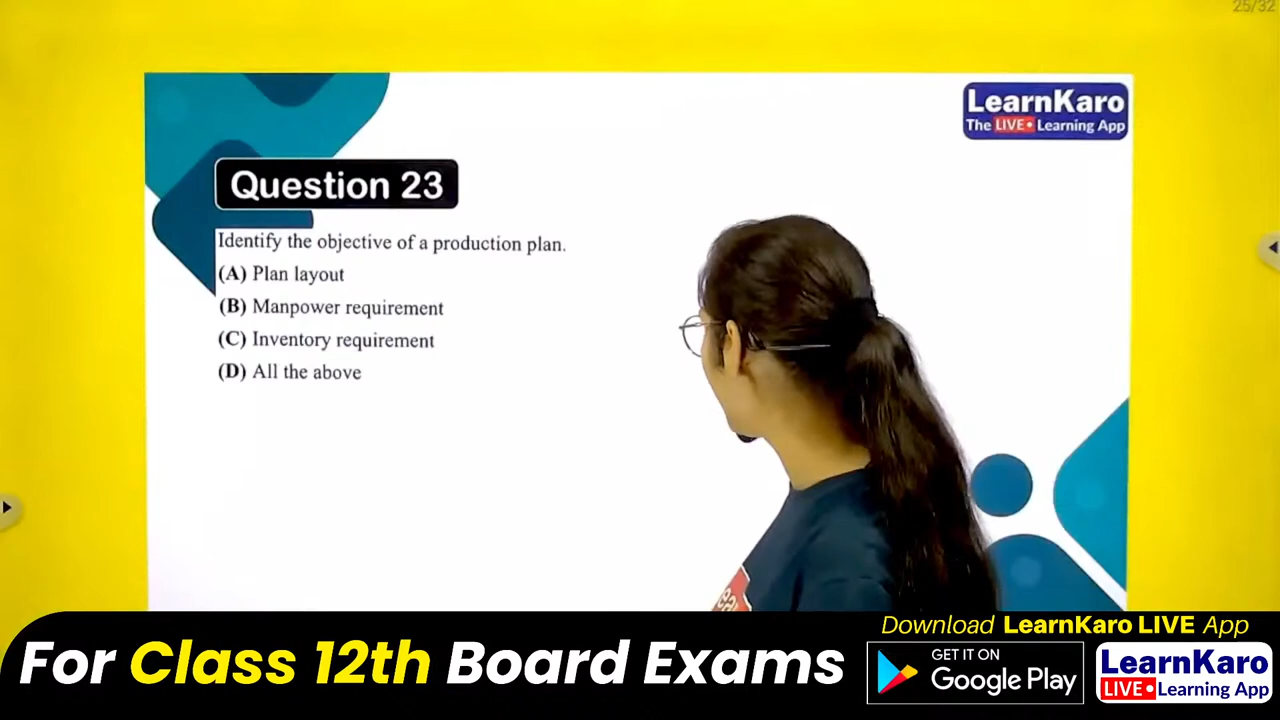 25/32
LearnKaro
The LIVE Learning App
Question 23
Identify the objective of a production plan.
(A) Plan layout
(B) Manpower requirement
(C) Inventory requirement
(D) All the above
For Class 12th Board Exams
Download LearnKaro LIVE App
GET IT ON
Google Play
LearnKaro
LIVE Learning App